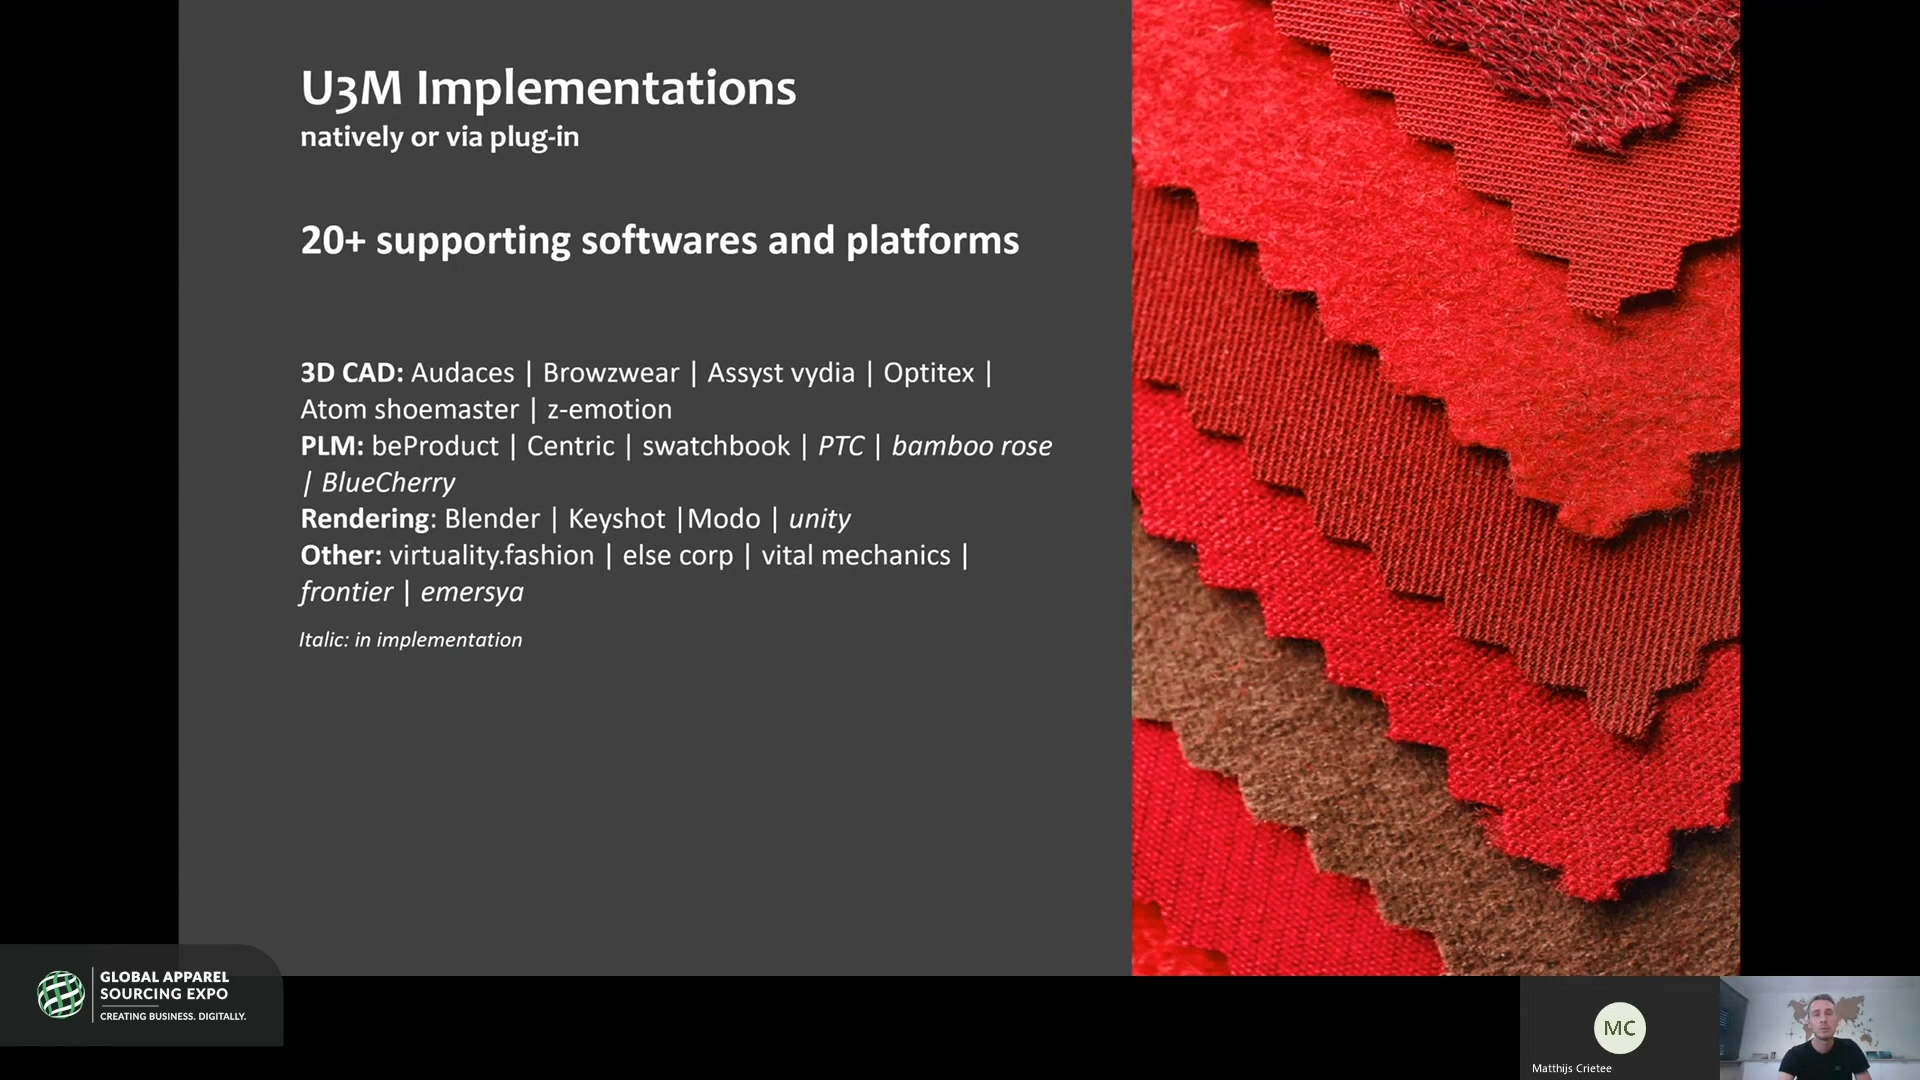 U3M Implementations
natively or via plug-in
20+ supporting softwares and platforms
3D CAD: Audaces | Browzwear | Assyst vydia | Optitex |
Atom shoemaster | z-emotion
PLM: beProduct | Centric | swatchbook | PTC | bamboo rose
| BlueCherry
Rendering: Blender | Keyshot |Modo | unity
Other: virtuality.fashion | else corp | vital mechanics |
frontier | emersya
Italic: in implementation
GLOBAL APPAREL
SOURCING EXPO
CREATING BUSINESS. DIGITALLY.
MC
Matthijs Crietee